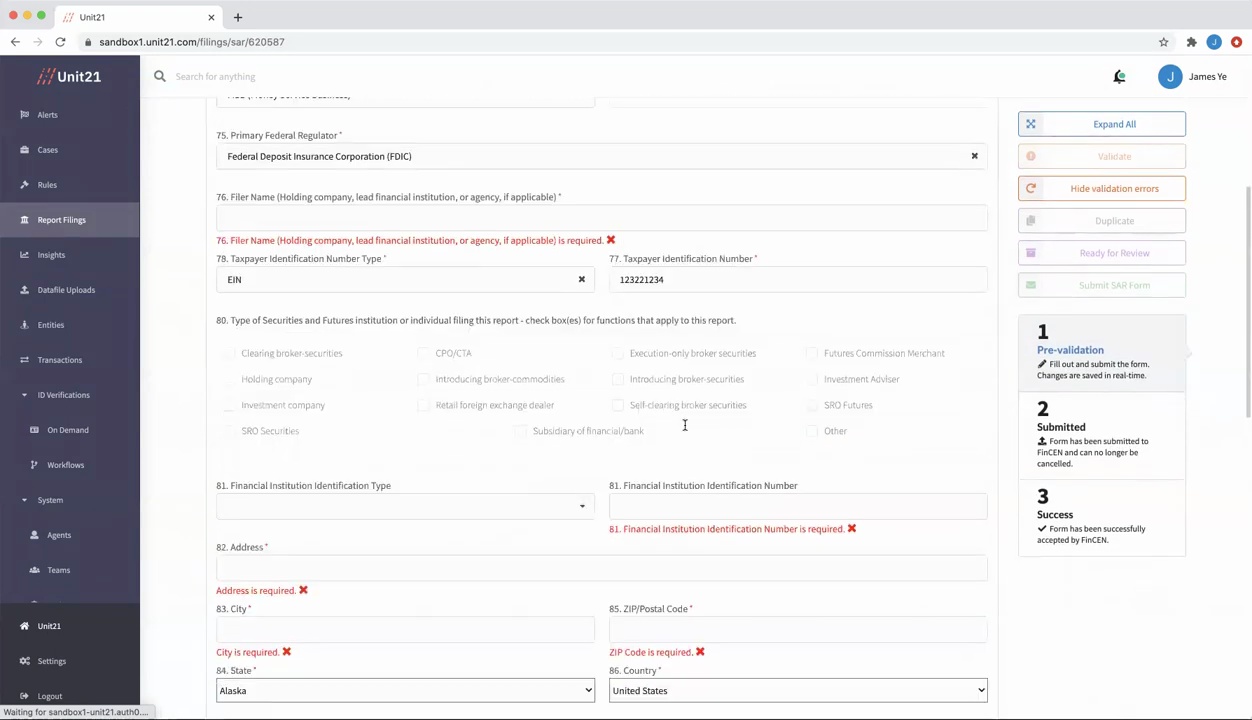 Unit21
sandbox1.unit21.com/filings/sar/620587
J
Unit21
Search for anything
J
James Ye
Alerts
Cases
Rules
Report Filings
Insights
Datafile Uploads
Entities
Transactions
ID Verifications
On Demand
Workflows
System
Agents
Teams
Unit21
Settings
Logout
Waiting for sandbox1-unit21.auth0....
75. Primary Federal Regulator *
Federal Deposit Insurance Corporation (FDIC)
76. Filer Name (Holding company, lead financial institution, or agency, if applicable) *
76. Filer Name (Holding company, lead financial institution, or agency, if applicable) is required.
78. Taxpayer Identification Number Type * 77. Taxpayer Identification Number *
EIN 123221234
80. Type of Securities and Futures institution or individual filing this report - check box(es) for functions that apply to this report.
Clearing broker-securities CPO/CTA Execution-only broker securities Futures Commission Merchant
Holding company Introducing broker-commodities Introducing broker-securities Investment Adviser
Investment company Retail foreign exchange dealer Self-clearing broker securities SRO Futures
SRO Securities Subsidiary of financial/bank Other
81. Financial Institution Identification Type 81. Financial Institution Identification Number
81. Financial Institution Identification Number is required.
82. Address *
Address is required.
83. City * 85. ZIP/Postal Code *
City is required. ZIP Code is required.
84. State * 86. Country *
Alaska United States
Expand All
Validate
Hide validation errors
Duplicate
Ready for Review
Submit SAR Form
1
Pre-validation
Fill out and submit the form.
Changes are saved in real-time.
2
Submitted
Form has been submitted to
FinCEN and can no longer be
cancelled.
3
Success
Form has been successfully
accepted by FinCEN.